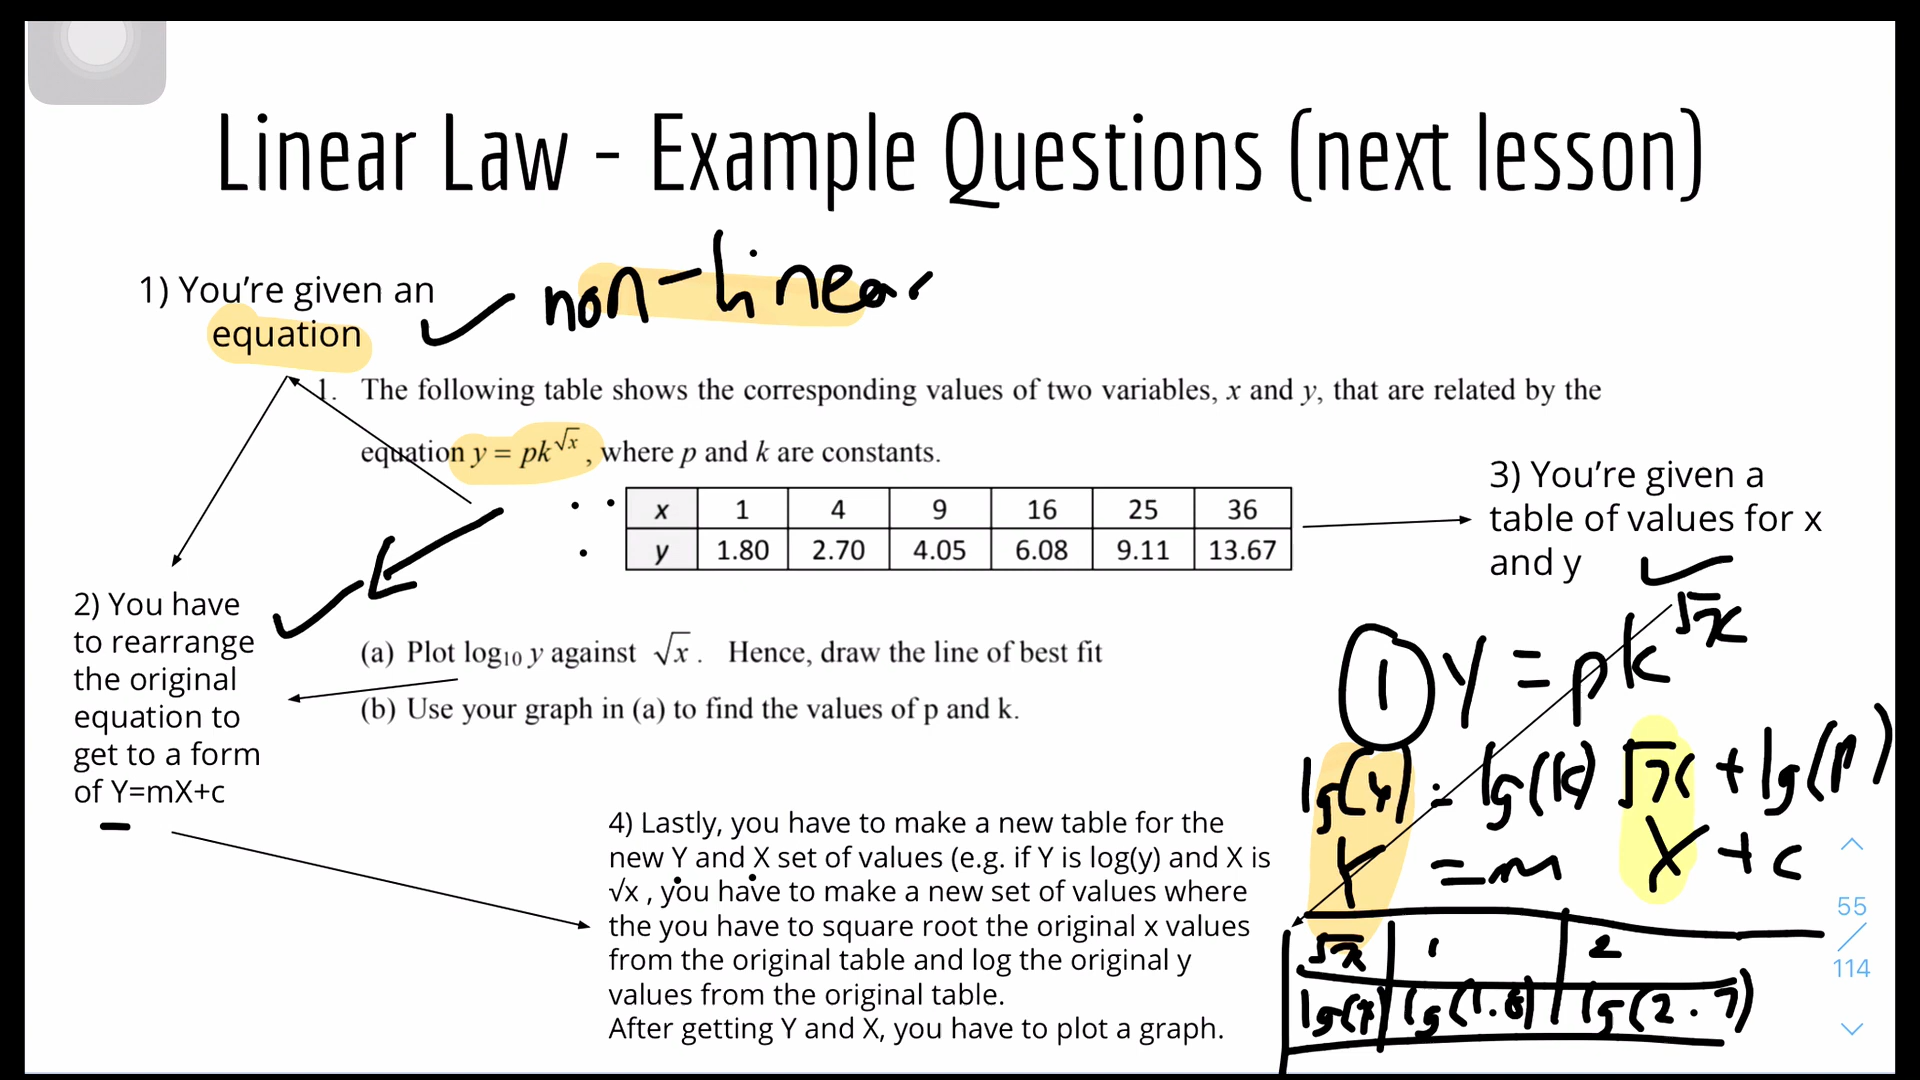 Linear Law - Example Questions (next lesson)
1) You're given an
equation
non-linear
1. The following table shows the corresponding values of two variables, x and y, that are related by the
equation y = pk^√x , where p and k are constants.
x 1 4 9 16 25 36
y 1.80 2.70 4.05 6.08 9.11 13.67
3) You're given a
table of values for x
and y
2) You have
to rearrange
the original
equation to
get to a form
of Y=mX+c
(a) Plot log₁₀ y against √x . Hence, draw the line of best fit
(b) Use your graph in (a) to find the values of p and k.
4) Lastly, you have to make a new table for the
new Y and X set of values (e.g. if Y is log(y) and X is
√x , you have to make a new set of values where
the you have to square root the original x values
from the original table and log the original y
values from the original table.
After getting Y and X, you have to plot a graph.
① y = pk^√x
lg(y) = lg(k) √x + lg(p)
Y = m X + c
√x 1 2
lg(y) lg(1.8) lg(2.7)
55
/
114